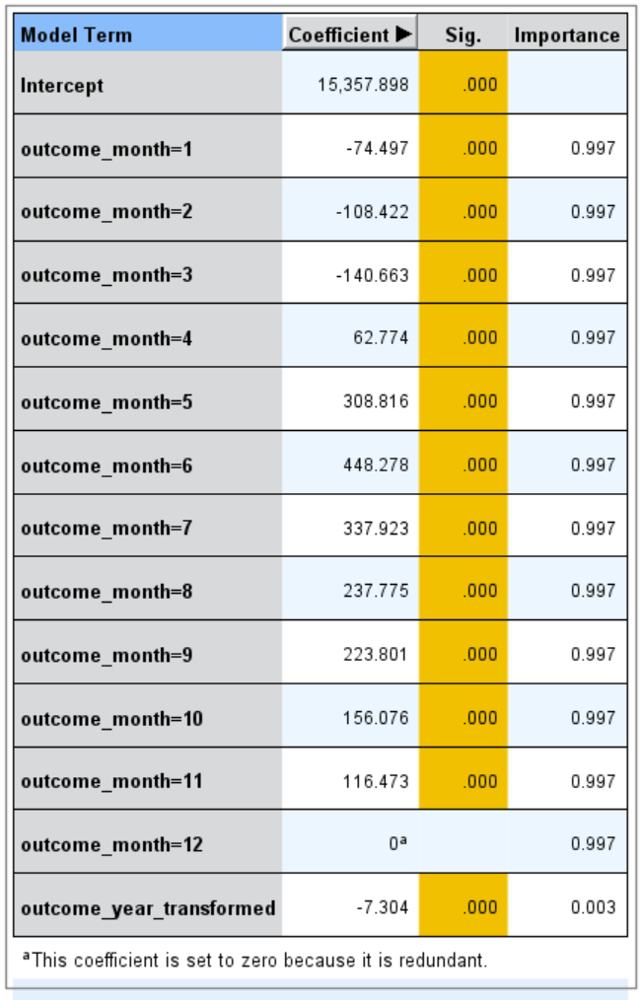 Model Term Coefficient ▶ Sig. Importance
Intercept 15,357.898 .000
outcome_month=1 -74.497 .000 0.997
outcome_month=2 -108.422 .000 0.997
outcome_month=3 -140.663 .000 0.997
outcome_month=4 62.774 .000 0.997
outcome_month=5 308.816 .000 0.997
outcome_month=6 448.278 .000 0.997
outcome_month=7 337.923 .000 0.997
outcome_month=8 237.775 .000 0.997
outcome_month=9 223.801 .000 0.997
outcome_month=10 156.076 .000 0.997
outcome_month=11 116.473 .000 0.997
outcome_month=12 0ᵃ 0.997
outcome_year_transformed -7.304 .000 0.003
ᵃThis coefficient is set to zero because it is redundant.